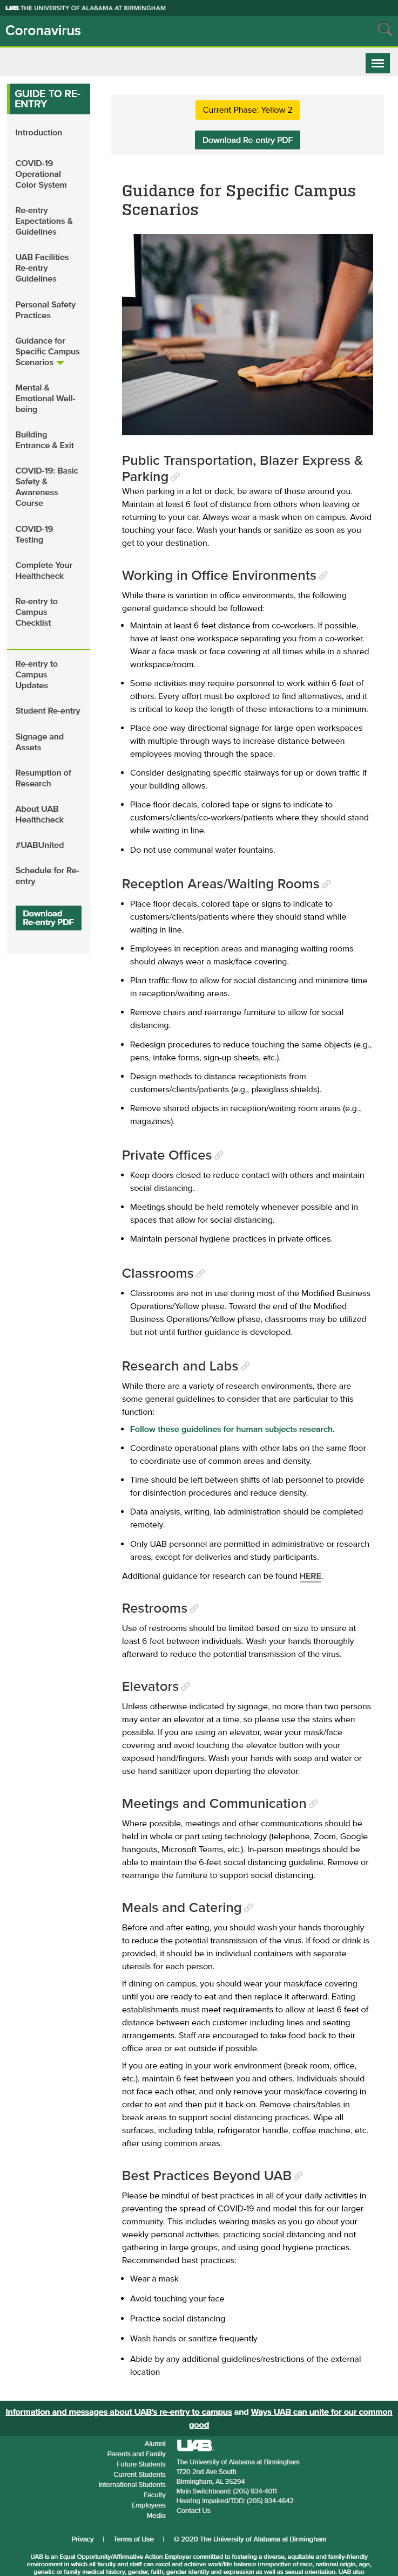 UAB THE UNIVERSITY OF ALABAMA AT BIRMINGHAM
Coronavirus
GUIDE TO RE-
ENTRY
Introduction
COVID-19
Operational
Color System
Re-entry
Expectations &
Guidelines
UAB Facilities
Re-entry
Guidelines
Personal Safety
Practices
Guidance for
Specific Campus
Scenarios
Mental &
Emotional Well-
being
Building
Entrance & Exit
COVID-19: Basic
Safety &
Awareness
Course
COVID-19
Testing
Complete Your
Healthcheck
Re-entry to
Campus
Checklist
Re-entry to
Campus
Updates
Student Re-entry
Signage and
Assets
Resumption of
Research
About UAB
Healthcheck
#UABUnited
Schedule for Re-
entry
Download
Re-entry PDF
Current Phase: Yellow 2
Download Re-entry PDF
Guidance for Specific Campus
Scenarios
Public Transportation, Blazer Express &
Parking
When parking in a lot or deck, be aware of those around you.
Maintain at least 6 feet of distance from others when leaving or
returning to your car. Always wear a mask when on campus. Avoid
touching your face. Wash your hands or sanitize as soon as you
get to your destination.
Working in Office Environments
While there is variation in office environments, the following
general guidance should be followed:
• Maintain at least 6 feet distance from co-workers. If possible,
have at least one workspace separating you from a co-worker.
Wear a face mask or face covering at all times while in a shared
workspace/room.
• Some activities may require personnel to work within 6 feet of
others. Every effort must be explored to find alternatives, and it
is critical to keep the length of these interactions to a minimum.
• Place one-way directional signage for large open workspaces
with multiple through ways to increase distance between
employees moving through the space.
• Consider designating specific stairways for up or down traffic if
your building allows.
• Place floor decals, colored tape or signs to indicate to
customers/clients/co-workers/patients where they should stand
while waiting in line.
• Do not use communal water fountains.
Reception Areas/Waiting Rooms
• Place floor decals, colored tape or signs to indicate to
customers/clients/patients where they should stand while
waiting in line.
• Employees in reception areas and managing waiting rooms
should always wear a mask/face covering.
• Plan traffic flow to allow for social distancing and minimize time
in reception/waiting areas.
• Remove chairs and rearrange furniture to allow for social
distancing.
• Redesign procedures to reduce touching the same objects (e.g.,
pens, intake forms, sign-up sheets, etc.).
• Design methods to distance receptionists from
customers/clients/patients (e.g., plexiglass shields).
• Remove shared objects in reception/waiting room areas (e.g.,
magazines).
Private Offices
• Keep doors closed to reduce contact with others and maintain
social distancing.
• Meetings should be held remotely whenever possible and in
spaces that allow for social distancing.
• Maintain personal hygiene practices in private offices.
Classrooms
• Classrooms are not in use during most of the Modified Business
Operations/Yellow phase. Toward the end of the Modified
Business Operations/Yellow phase, classrooms may be utilized
but not until further guidance is developed.
Research and Labs
While there are a variety of research environments, there are
some general guidelines to consider that are particular to this
function:
• Follow these guidelines for human subjects research.
• Coordinate operational plans with other labs on the same floor
to coordinate use of common areas and density.
• Time should be left between shifts of lab personnel to provide
for disinfection procedures and reduce density.
• Data analysis, writing, lab administration should be completed
remotely.
• Only UAB personnel are permitted in administrative or research
areas, except for deliveries and study participants.
Additional guidance for research can be found HERE.
Restrooms
Use of restrooms should be limited based on size to ensure at
least 6 feet between individuals. Wash your hands thoroughly
afterward to reduce the potential transmission of the virus.
Elevators
Unless otherwise indicated by signage, no more than two persons
may enter an elevator at a time, so please use the stairs when
possible. If you are using an elevator, wear your mask/face
covering and avoid touching the elevator button with your
exposed hand/fingers. Wash your hands with soap and water or
use hand sanitizer upon departing the elevator.
Meetings and Communication
Where possible, meetings and other communications should be
held in whole or part using technology (telephone, Zoom, Google
hangouts, Microsoft Teams, etc.). In-person meetings should be
able to maintain the 6-feet social distancing guideline. Remove or
rearrange the furniture to support social distancing.
Meals and Catering
Before and after eating, you should wash your hands thoroughly
to reduce the potential transmission of the virus. If food or drink is
provided, it should be in individual containers with separate
utensils for each person.
If dining on campus, you should wear your mask/face covering
until you are ready to eat and then replace it afterward. Eating
establishments must meet requirements to allow at least 6 feet of
distance between each customer including lines and seating
arrangements. Staff are encouraged to take food back to their
office area or eat outside if possible.
If you are eating in your work environment (break room, office,
etc.), maintain 6 feet between you and others. Individuals should
not face each other, and only remove your mask/face covering in
order to eat and then put it back on. Remove chairs/tables in
break areas to support social distancing practices. Wipe all
surfaces, including table, refrigerator handle, coffee machine, etc.
after using common areas.
Best Practices Beyond UAB
Please be mindful of best practices in all of your daily activities in
preventing the spread of COVID-19 and model this for our larger
community. This includes wearing masks as you go about your
weekly personal activities, practicing social distancing and not
gathering in large groups, and using good hygiene practices.
Recommended best practices:
• Wear a mask
• Avoid touching your face
• Practice social distancing
• Wash hands or sanitize frequently
• Abide by any additional guidelines/restrictions of the external
location
Information and messages about UAB's re-entry to campus and Ways UAB can unite for our common
good
Alumni
Parents and Family
Future Students
Current Students
International Students
Faculty
Employees
Media
UAB
The University of Alabama at Birmingham
1720 2nd Ave South
Birmingham, AL 35294
Main Switchboard: (205) 934-4011
Hearing Impaired/TDD: (205) 934-4642
Contact Us
Privacy | Terms of Use | © 2020 The University of Alabama at Birmingham
UAB is an Equal Opportunity/Affirmative Action Employer committed to fostering a diverse, equitable and family-friendly
environment in which all faculty and staff can excel and achieve work/life balance irrespective of race, national origin, age,
genetic or family medical history, gender, faith, gender identity and expression as well as sexual orientation. UAB also